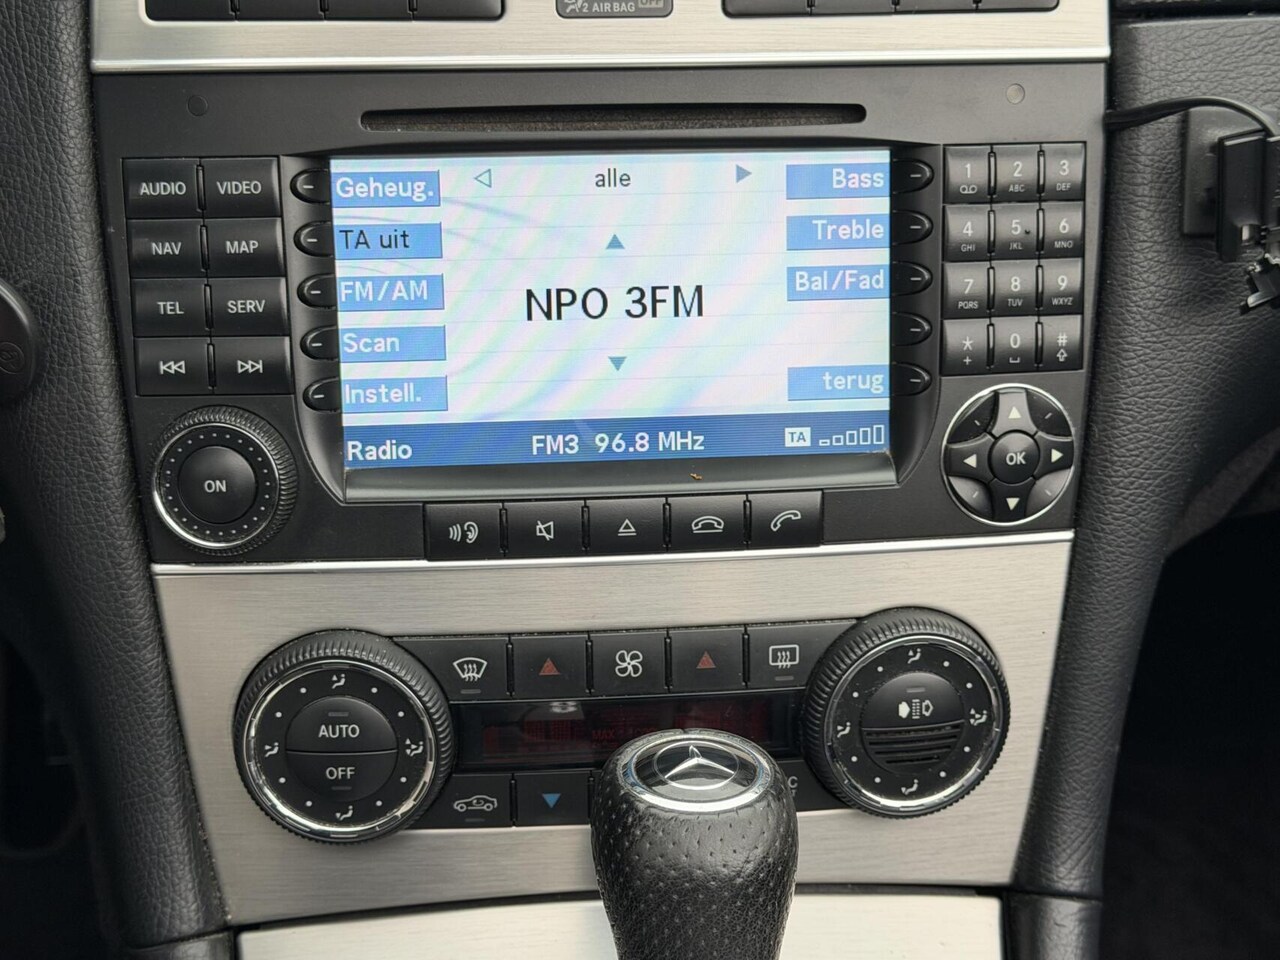 2 AIRBAG OFF
AUDIO VIDEO
NAV MAP
TEL SERV
ON
Geheug.
TA uit
FM/AM
Scan
Instell.
alle
NPO 3FM
Bass
Treble
Bal/Fad
terug
Radio FM3 96.8 MHz TA
1 2 ABC 3 DEF
4 GHI 5 JKL 6 MNO
7 PQRS 8 TUV 9 WXYZ
* + 0 #
OK
AUTO
OFF